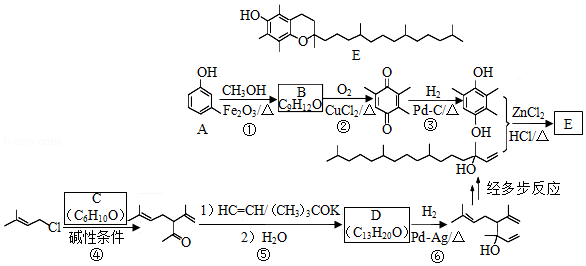 HO
O
E
OH
A
CH₃OH
Fe₂O₃/△
①
B
C₉H₁₂O
O₂
CuCl₂/△
②
O
O
H₂
Pd-C/△
③
OH
OH
HO
ZnCl₂
HCl/△
E
经多步反应
Cl
C
(C₆H₁₀O)
碱性条件
④
O
1) HC=CH/ (CH₃)₃COK
2) H₂O
⑤
D
(C₁₃H₂₀O)
H₂
Pd-Ag/△
⑥
HO